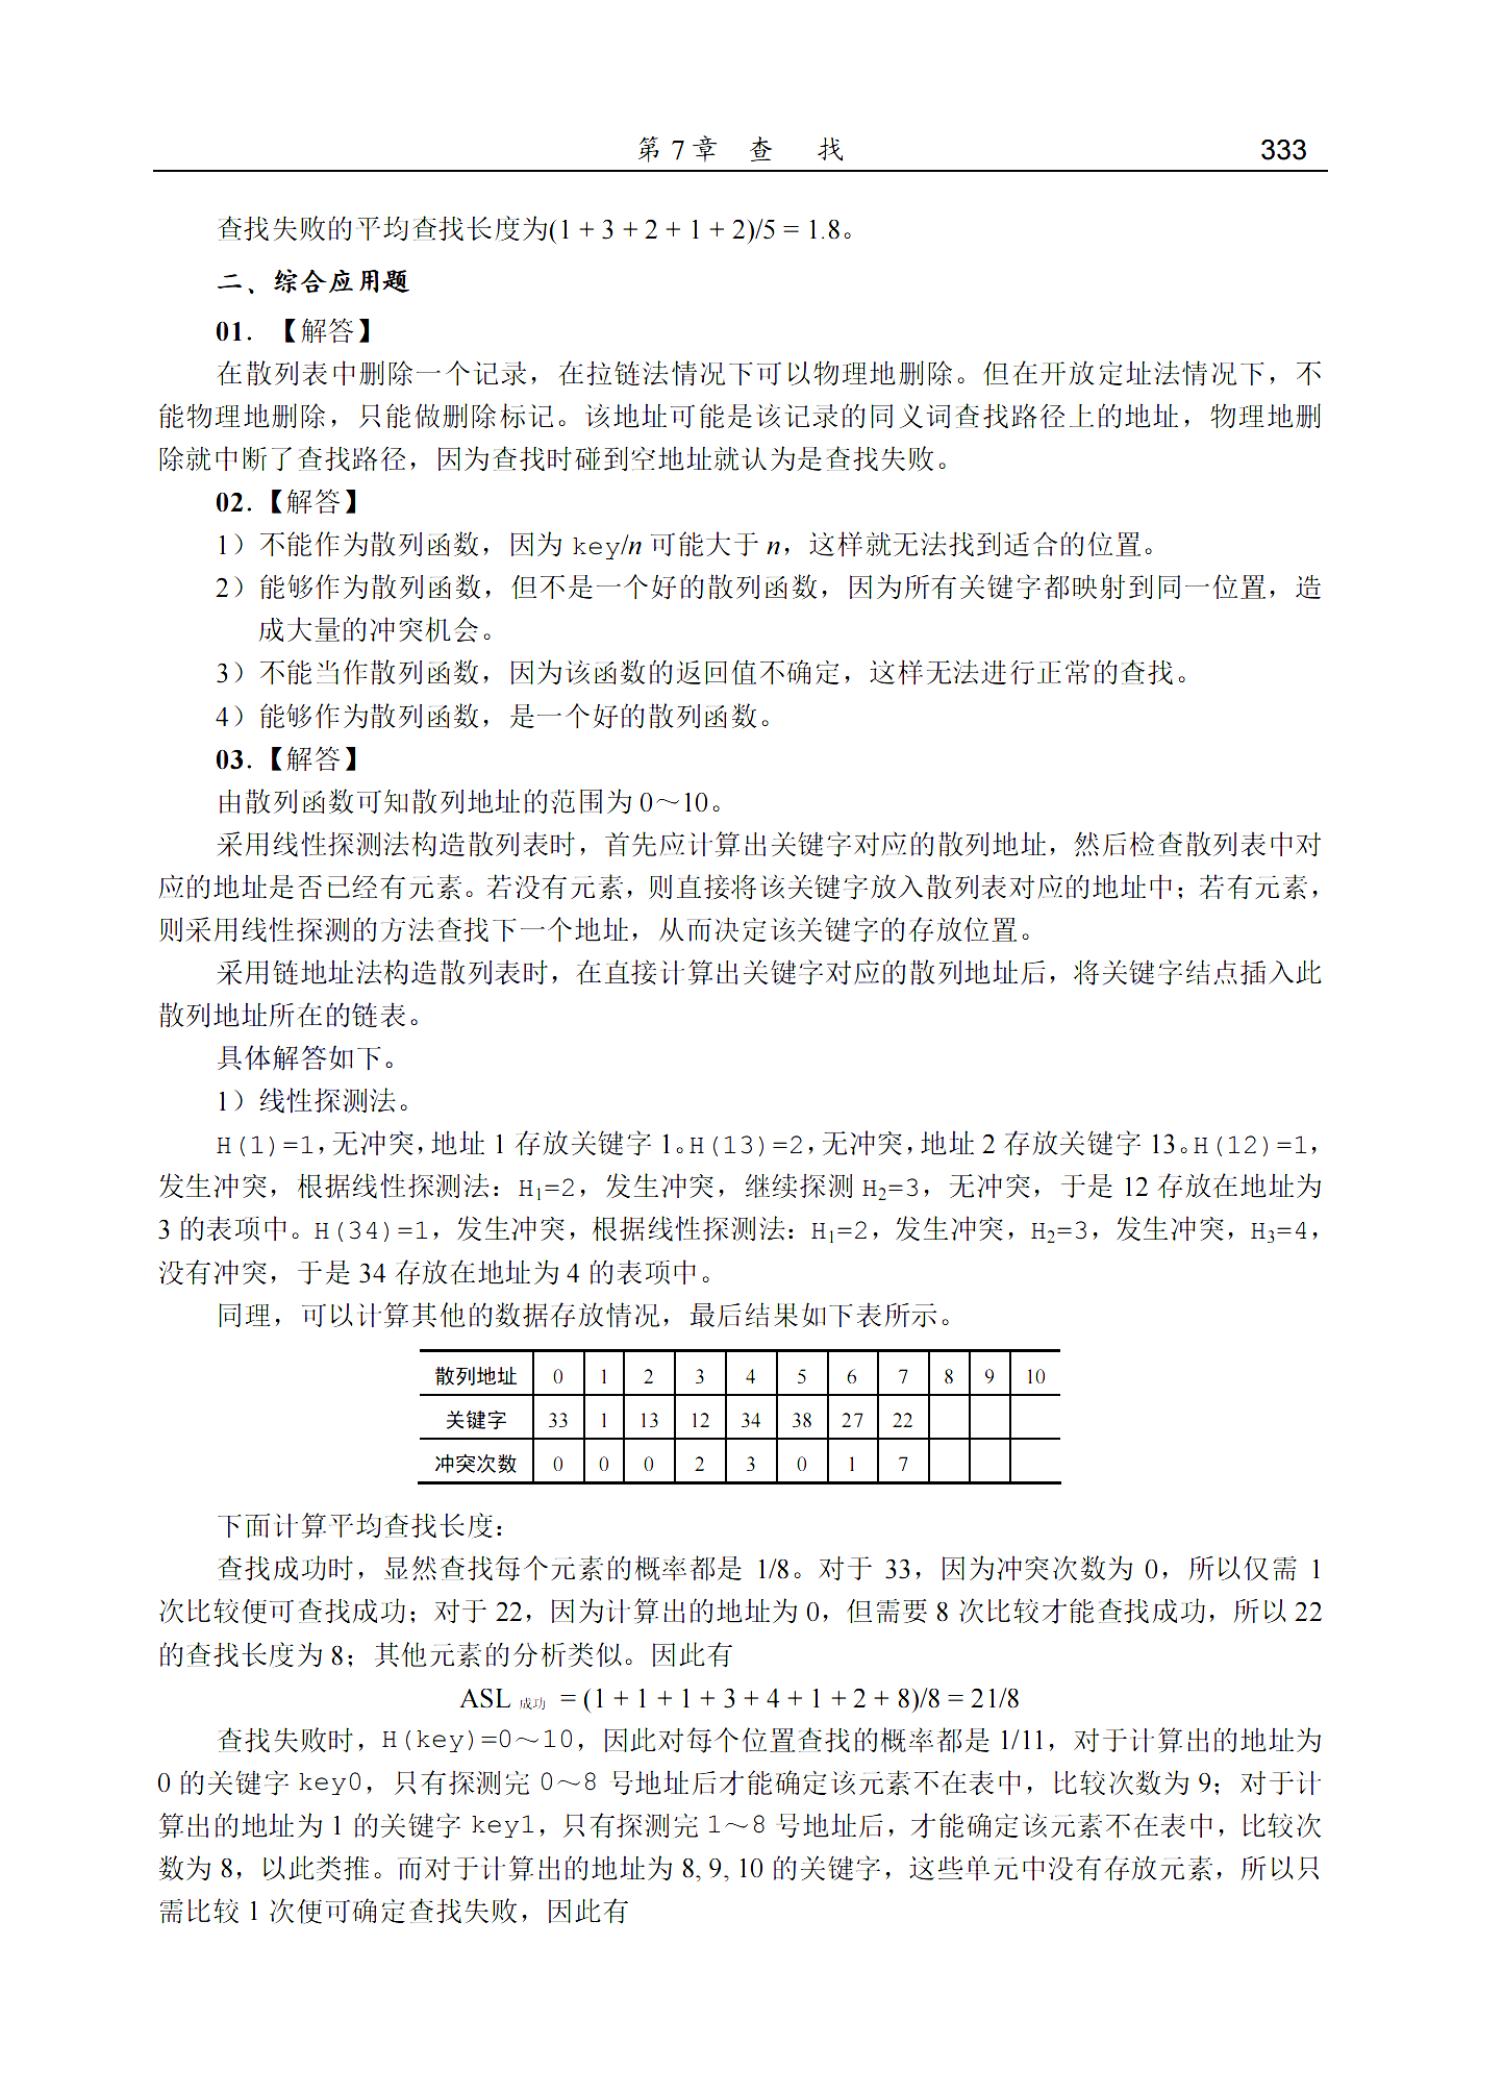 第 7 章 查 找 333
查找失败的平均查找长度为(1 + 3 + 2 + 1 + 2)/5 = 1.8。
二、综合应用题
01. 【解答】
在散列表中删除一个记录，在拉链法情况下可以物理地删除。但在开放定址法情况下，不
能物理地删除，只能做删除标记。该地址可能是该记录的同义词查找路径上的地址，物理地删
除就中断了查找路径，因为查找时碰到空地址就认为是查找失败。
02.【解答】
1）不能作为散列函数，因为 key/n 可能大于 n，这样就无法找到适合的位置。
2）能够作为散列函数，但不是一个好的散列函数，因为所有关键字都映射到同一位置，造
成大量的冲突机会。
3）不能当作散列函数，因为该函数的返回值不确定，这样无法进行正常的查找。
4）能够作为散列函数，是一个好的散列函数。
03.【解答】
由散列函数可知散列地址的范围为 0～10。
采用线性探测法构造散列表时，首先应计算出关键字对应的散列地址，然后检查散列表中对
应的地址是否已经有元素。若没有元素，则直接将该关键字放入散列表对应的地址中；若有元素，
则采用线性探测的方法查找下一个地址，从而决定该关键字的存放位置。
采用链地址法构造散列表时，在直接计算出关键字对应的散列地址后，将关键字结点插入此
散列地址所在的链表。
具体解答如下。
1）线性探测法。
H(1)=1，无冲突，地址 1 存放关键字 1。H(13)=2，无冲突，地址 2 存放关键字 13。H(12)=1，
发生冲突，根据线性探测法：H₁=2，发生冲突，继续探测 H₂=3，无冲突，于是 12 存放在地址为
3 的表项中。H(34)=1，发生冲突，根据线性探测法：H₁=2，发生冲突，H₂=3，发生冲突，H₃=4，
没有冲突，于是 34 存放在地址为 4 的表项中。
同理，可以计算其他的数据存放情况，最后结果如下表所示。
散列地址 0 1 2 3 4 5 6 7 8 9 10
关键字 33 1 13 12 34 38 27 22
冲突次数 0 0 0 2 3 0 1 7
下面计算平均查找长度：
查找成功时，显然查找每个元素的概率都是 1/8。对于 33，因为冲突次数为 0，所以仅需 1
次比较便可查找成功；对于 22，因为计算出的地址为 0，但需要 8 次比较才能查找成功，所以 22
的查找长度为 8；其他元素的分析类似。因此有
ASL 成功 = (1 + 1 + 1 + 3 + 4 + 1 + 2 + 8)/8 = 21/8
查找失败时，H(key)=0～10，因此对每个位置查找的概率都是 1/11，对于计算出的地址为
0 的关键字 key0，只有探测完 0～8 号地址后才能确定该元素不在表中，比较次数为 9；对于计
算出的地址为 1 的关键字 key1，只有探测完 1～8 号地址后，才能确定该元素不在表中，比较次
数为 8，以此类推。而对于计算出的地址为 8, 9, 10 的关键字，这些单元中没有存放元素，所以只
需比较 1 次便可确定查找失败，因此有